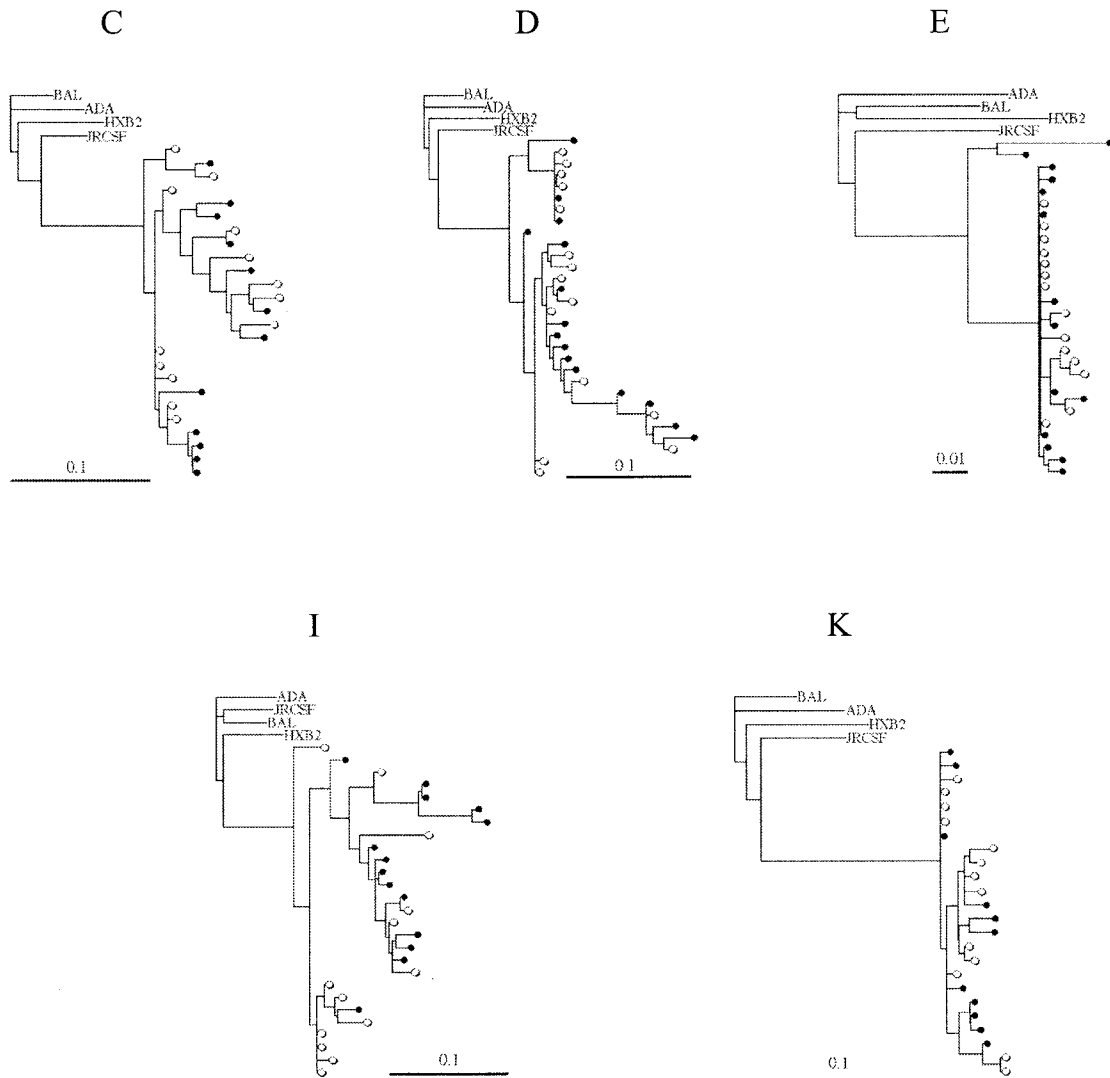 C
D
E
BAL
ADA
HXB2
JRCSF
0.1
BAL
ADA
HXB2
JRCSF
0.1
ADA
BAL
HXB2
JRCSF
0.01
I
K
ADA
JRCSF
BAL
HXB2
0.1
BAL
ADA
HXB2
JRCSF
0.1